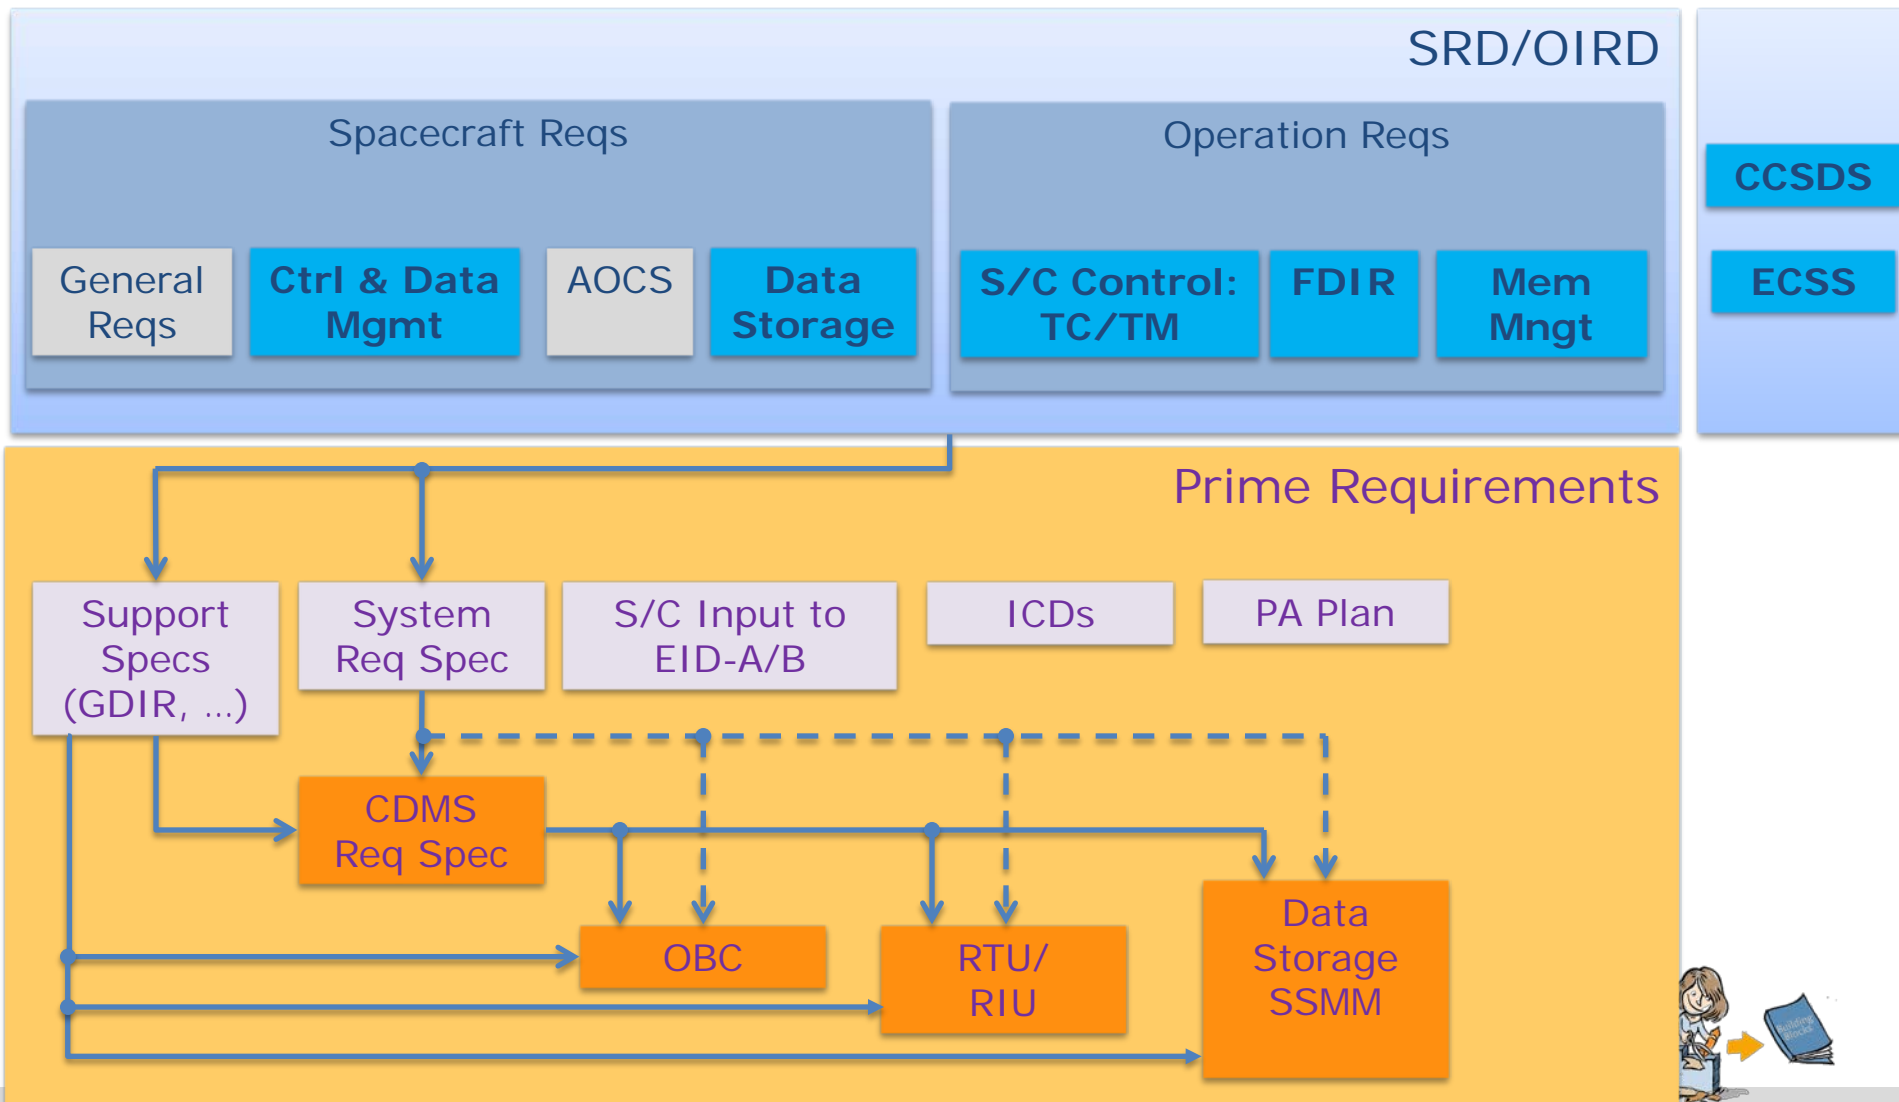 SRD/OIRD
Spacecraft Reqs
General
Reqs
Ctrl & Data
Mgmt
AOCS
Data
Storage
Operation Reqs
S/C Control:
TC/TM
FDIR
Mem
Mngt
CCSDS
ECSS
Prime Requirements
Support
Specs
(GDIR, ...)
System
Req Spec
S/C Input to
EID-A/B
ICDs
PA Plan
CDMS
Req Spec
OBC
RTU/
RIU
Data
Storage
SSMM
Building
Blocks